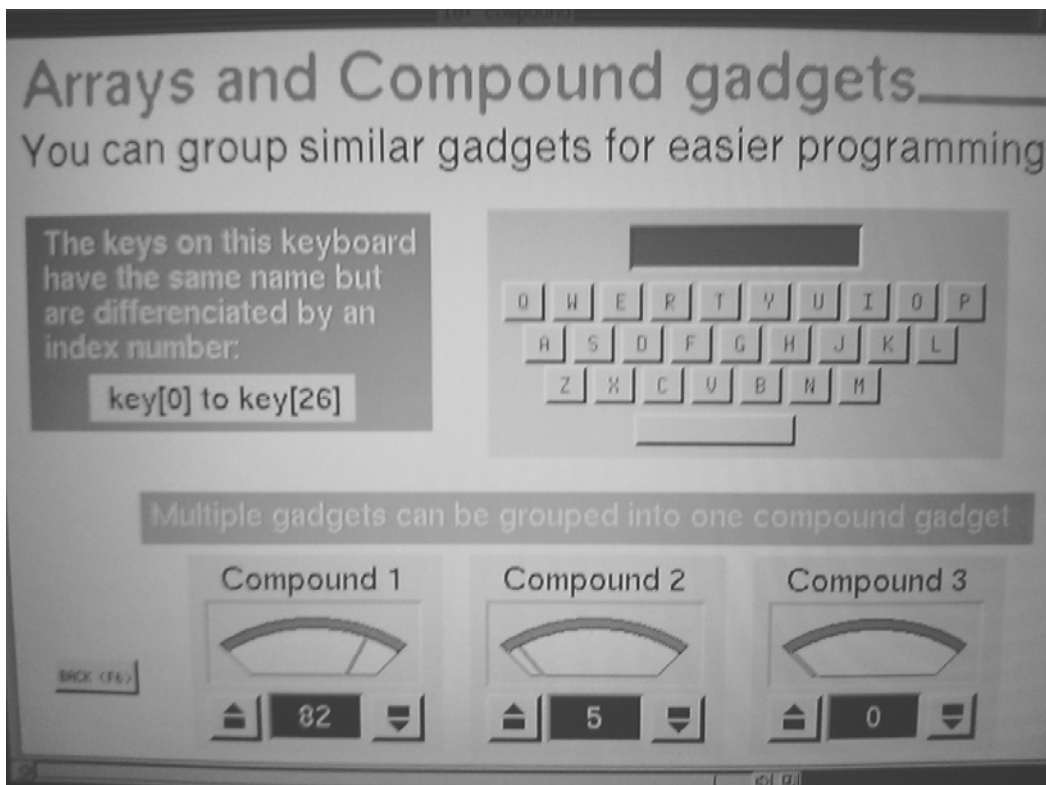 Arrays and Compound gadgets
You can group similar gadgets for easier programming
The keys on this keyboard
have the same name but
are differenciated by an
index number:
key[0] to key[26]
Q W E R T Y U I O P
A S D F G H J K L
Z X C V B N M
Multiple gadgets can be grouped into one compound gadget
Compound 1 Compound 2 Compound 3
BACK <F6>
82 5 0